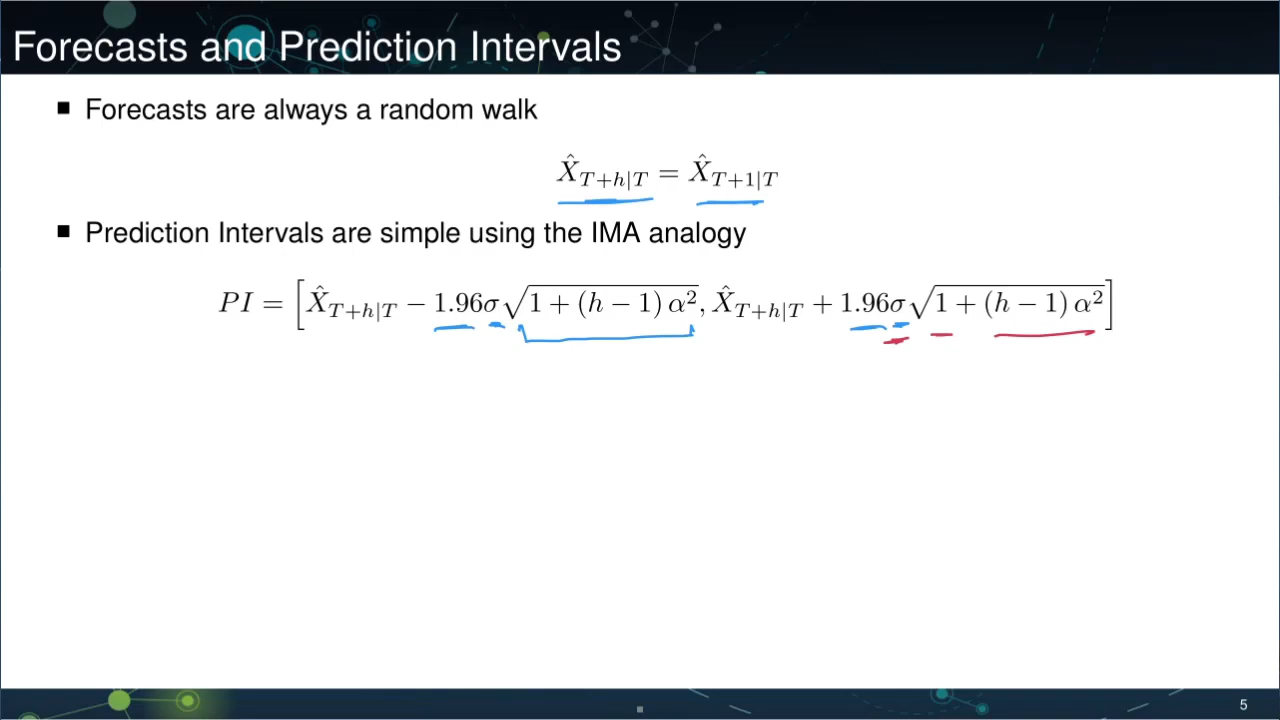 Forecasts and Prediction Intervals
■ Forecasts are always a random walk
X̂_{T+h|T} = X̂_{T+1|T}
■ Prediction Intervals are simple using the IMA analogy
PI = [X̂_{T+h|T} − 1.96σ√(1 + (h − 1) α²), X̂_{T+h|T} + 1.96σ√(1 + (h − 1) α²)]
5